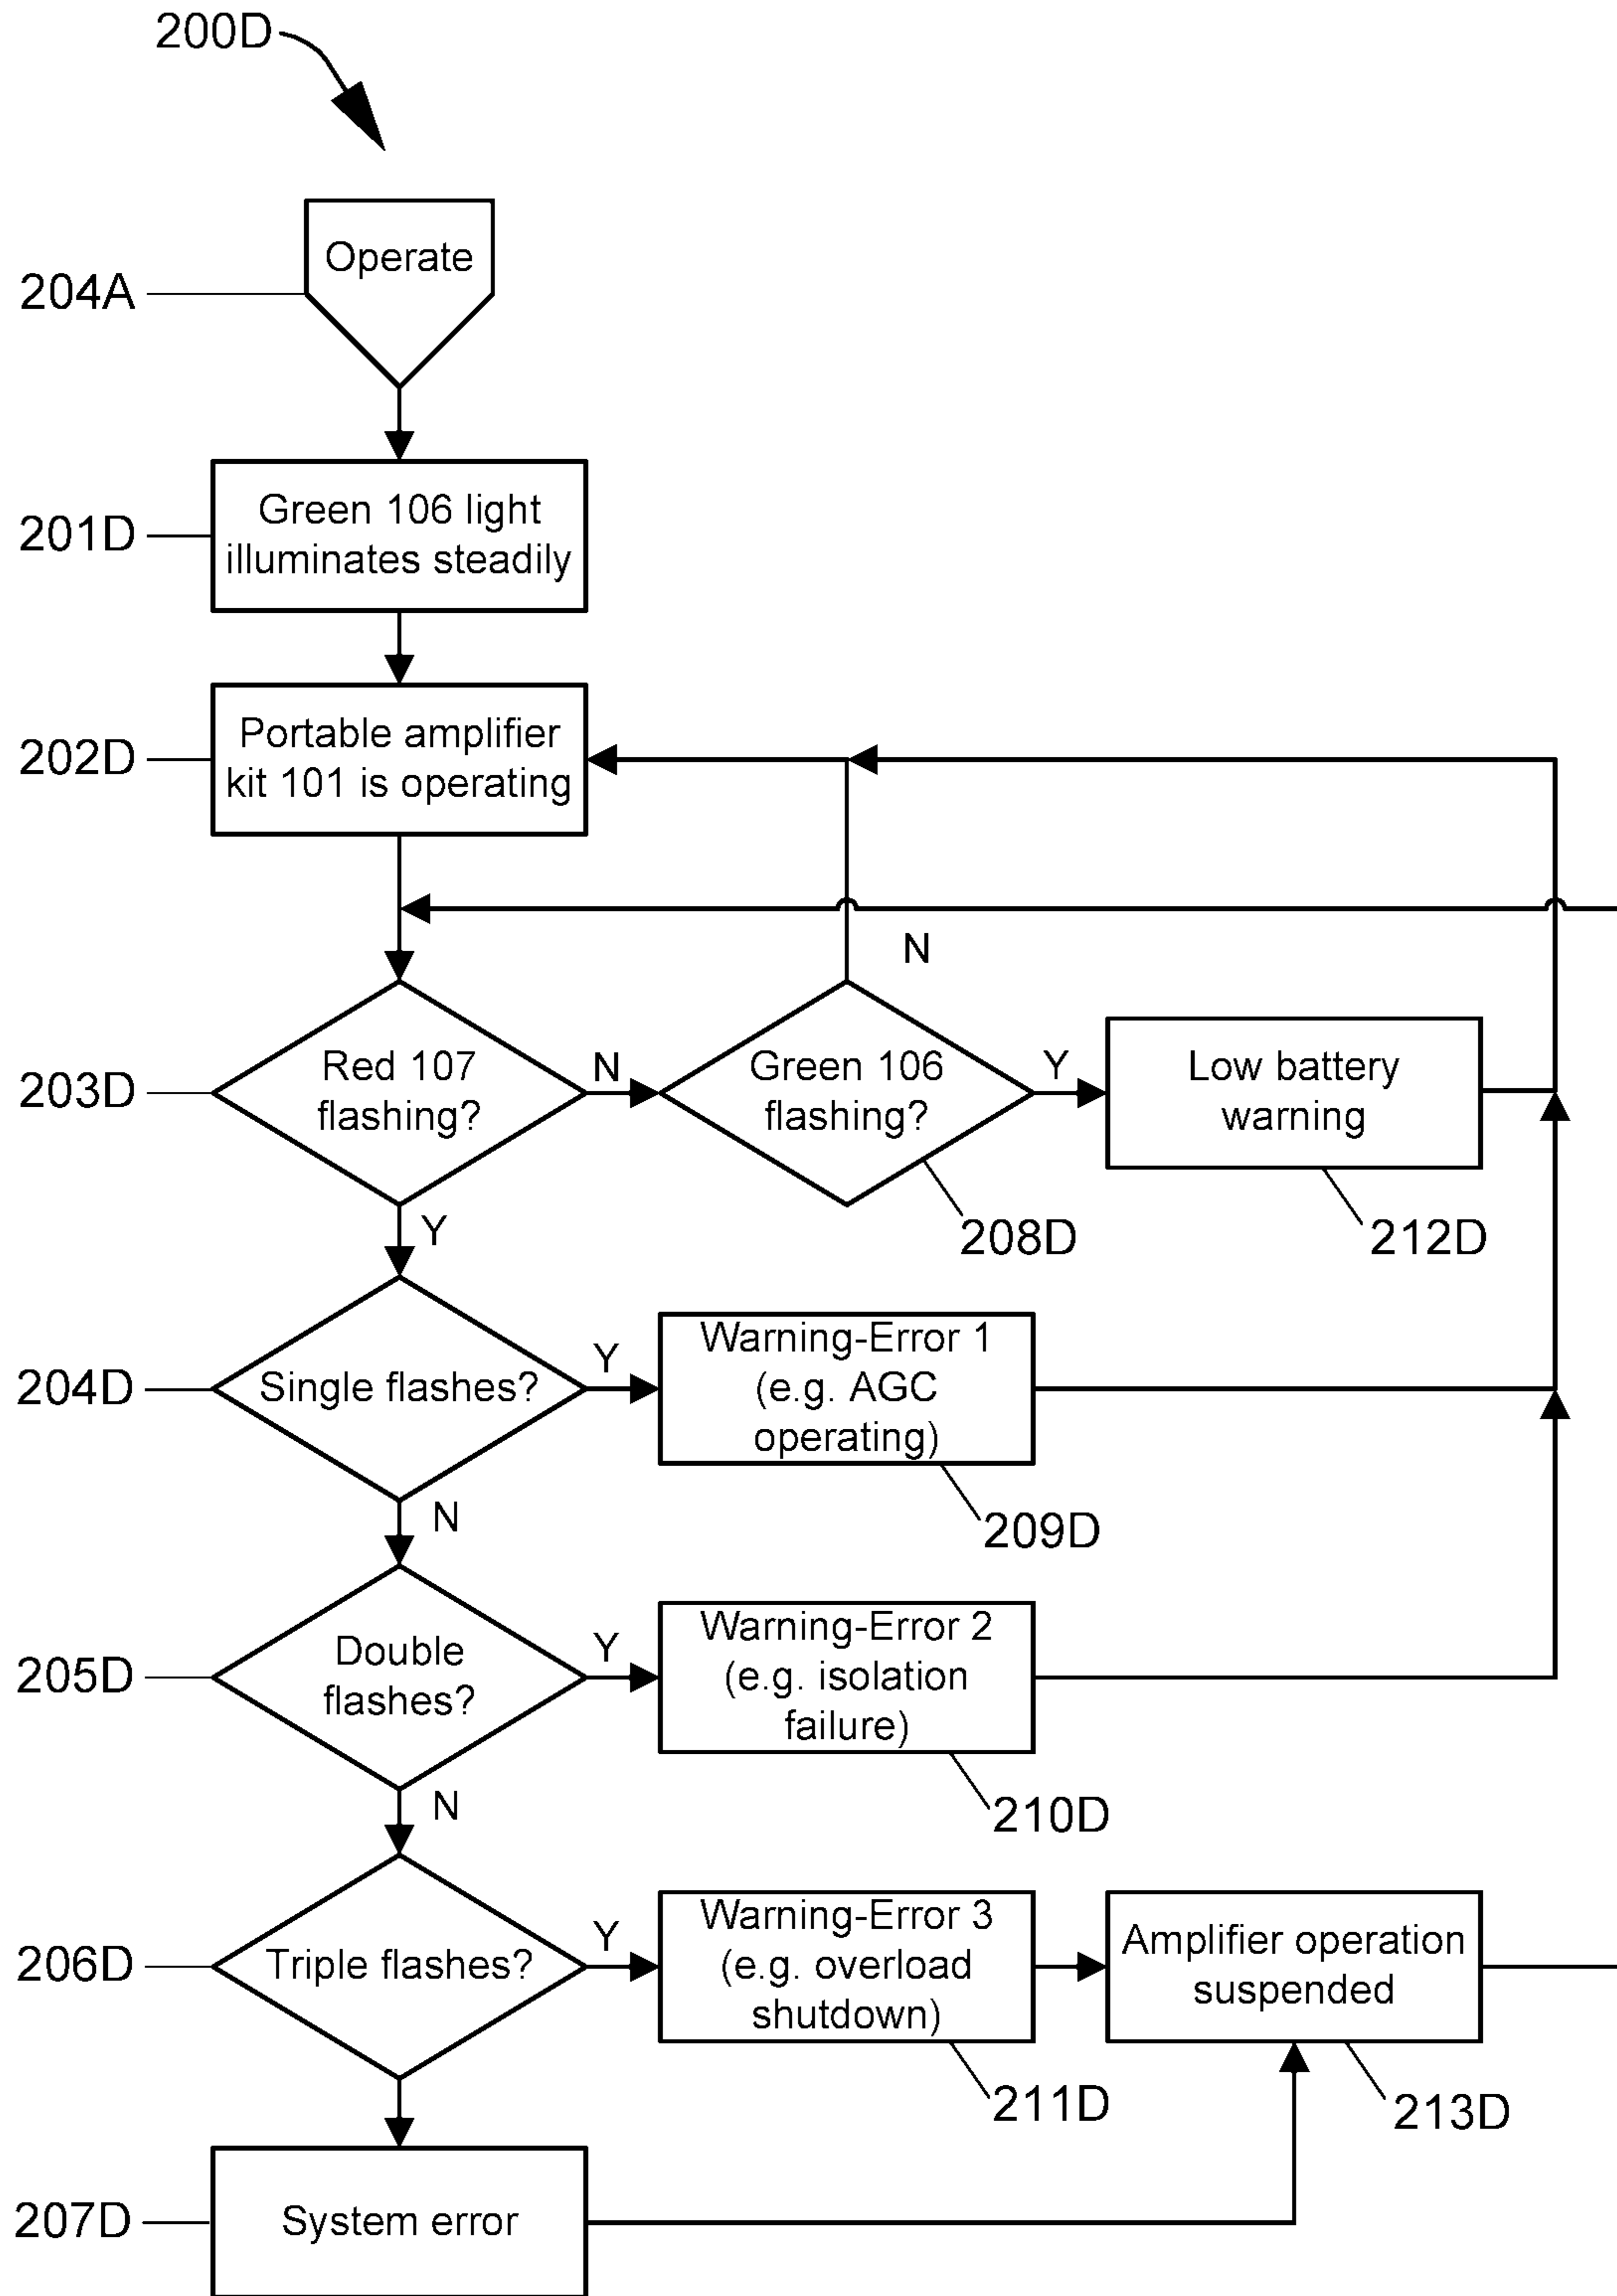 200D
Operate
204A
Green 106 light
illuminates steadily
201D
Portable amplifier
kit 101 is operating
202D
N
Red 107
flashing?
203D
N
Green 106
flashing?
208D
Y
Low battery
warning
212D
Y
Single flashes?
204D
Y
Warning-Error 1
(e.g. AGC
operating)
209D
N
Double
flashes?
205D
Y
Warning-Error 2
(e.g. isolation
failure)
210D
N
Triple flashes?
206D
Y
Warning-Error 3
(e.g. overload
shutdown)
211D
Amplifier operation
suspended
213D
System error
207D